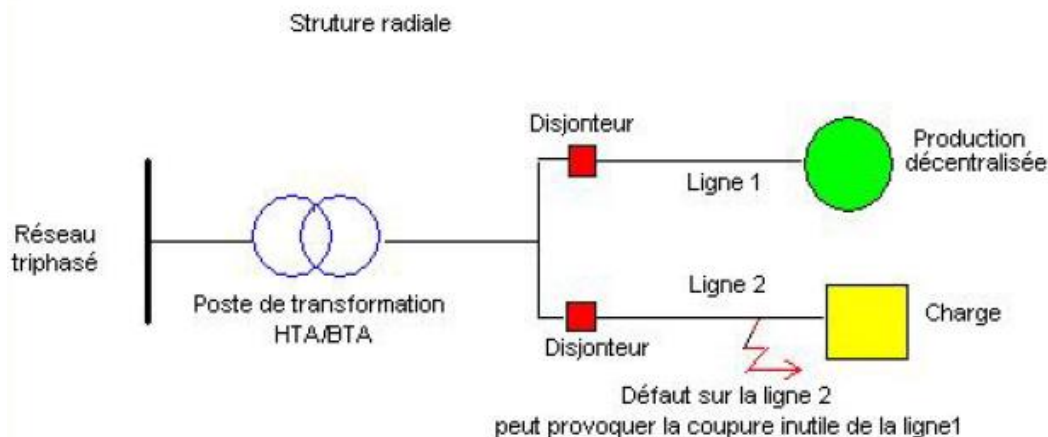 Struture radiale
Disjonteur
Production
décentralisée
Ligne 1
Réseau
triphasé
Ligne 2
Poste de transformation
HTA/BTA
Charge
Disjonteur
Défaut sur la ligne 2
peut provoquer la coupure inutile de la ligne1